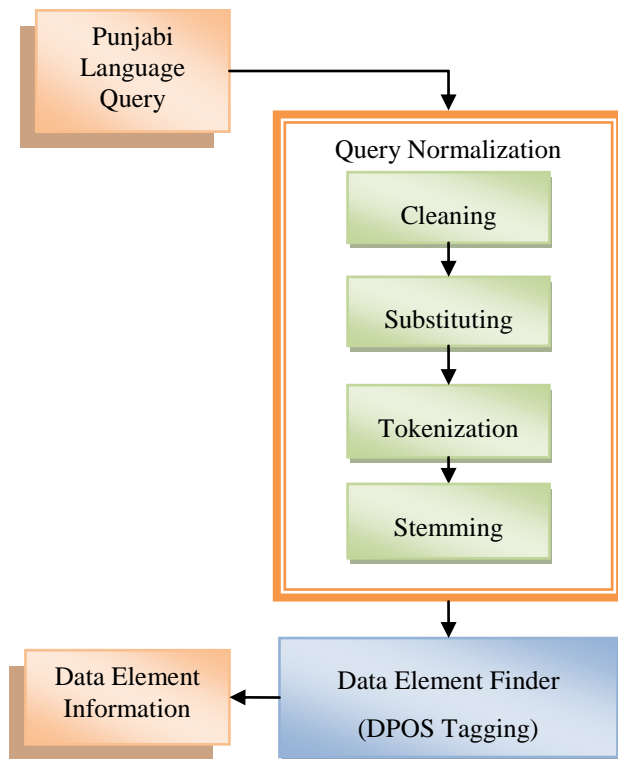 Punjabi
Language
Query
Query Normalization
Cleaning
Substituting
Tokenization
Stemming
Data Element Finder
(DPOS Tagging)
Data Element
Information